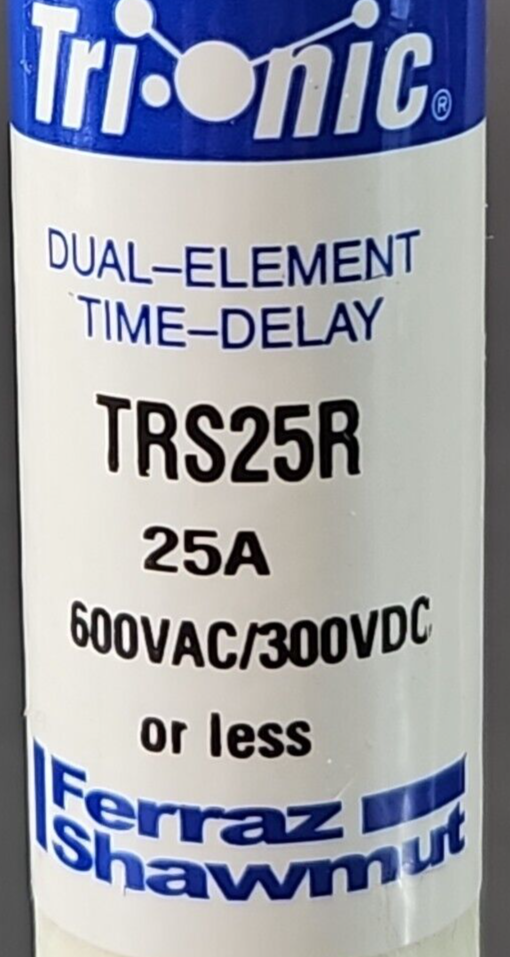 Tri-onic®
DUAL-ELEMENT
TIME-DELAY
TRS25R
25A
600VAC/300VDC
or less
Ferraz
Shawmut